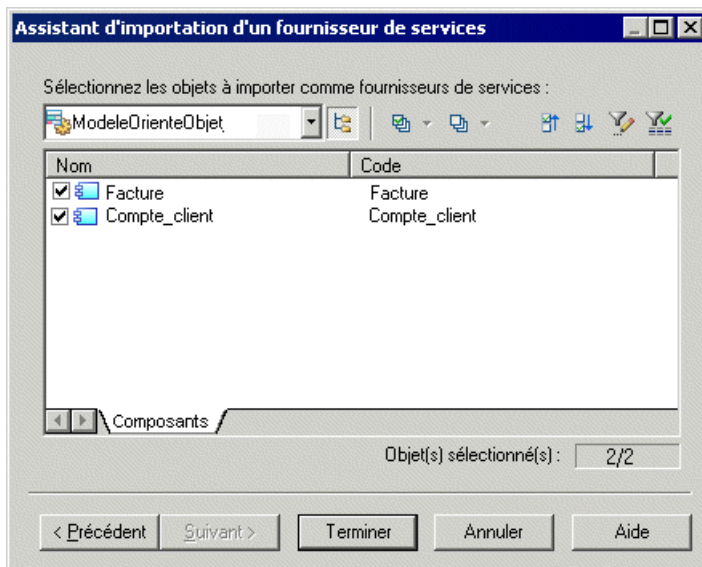 Assistant d'importation d'un fournisseur de services
Sélectionnez les objets à importer comme fournisseurs de services :
ModeleOrienteObjet
Nom Code
Facture Facture
Compte_client Compte_client
Composants
Objet(s) sélectionné(s) : 2/2
< Précédent Suivant > Terminer Annuler Aide